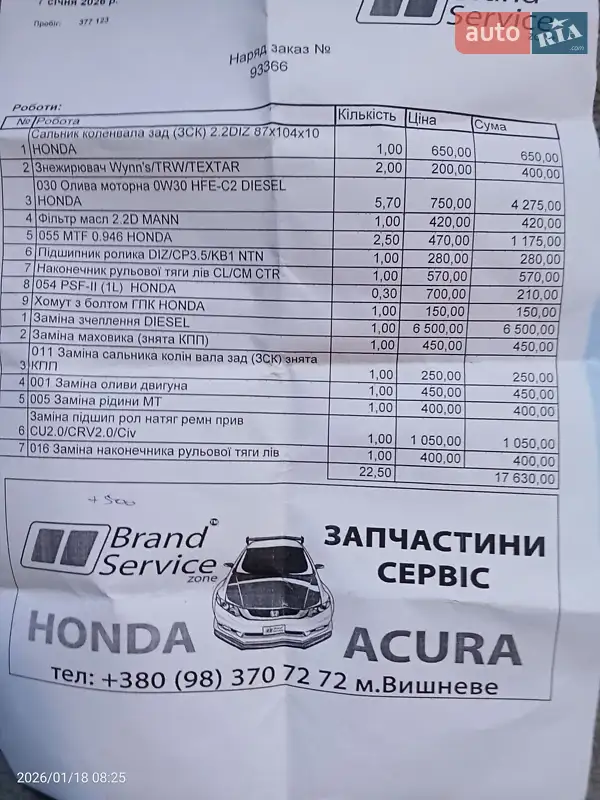 7 січня 2026 р.
Пробіг: 377 123
Brand
Service
zone
auto RIA.com
Наряд заказ №
93366
Роботи:
№ Робота Кількість Ціна Сума
Сальник коленвала зад (ЗСК) 2.2DIZ 87х104х10
1 HONDA 1,00 650,00 650,00
2 Знежирювач Wynn's/TRW/TEXTAR 2,00 200,00 400,00
030 Олива моторна 0W30 HFE-C2 DIESEL
3 HONDA 5,70 750,00 4 275,00
4 Фільтр масл 2.2D MANN 1,00 420,00 420,00
5 055 MTF 0.946 HONDA 2,50 470,00 1 175,00
6 Підшипник ролика DIZ/CP3.5/KB1 NTN 1,00 280,00 280,00
7 Наконечник рульової тяги лів CL/CM CTR 1,00 570,00 570,00
8 054 PSF-II (1L) HONDA 0,30 700,00 210,00
9 Хомут з болтом ГПК HONDA 1,00 150,00 150,00
1 Заміна зчеплення DIESEL 1,00 6 500,00 6 500,00
2 Заміна маховика (знята КПП) 1,00 450,00 450,00
011 Заміна сальника колін вала зад (ЗСК) знята
3 КПП 1,00 250,00 250,00
4 001 Заміна оливи двигуна 1,00 450,00 450,00
5 005 Заміна рідини МТ 1,00 400,00 400,00
Заміна підшип рол натяг ремн прив
6 CU2.0/CRV2.0/Civ 1,00 1 050,00 1 050,00
7 016 Заміна наконечника рульової тяги лів 1,00 400,00 400,00
22,50 17 630,00
Brand™
Service
zone
ЗАПЧАСТИНИ
СЕРВІС
HONDA ACURA
тел: +380 (98) 370 72 72 м.Вишневе
2026/01/18 08:25